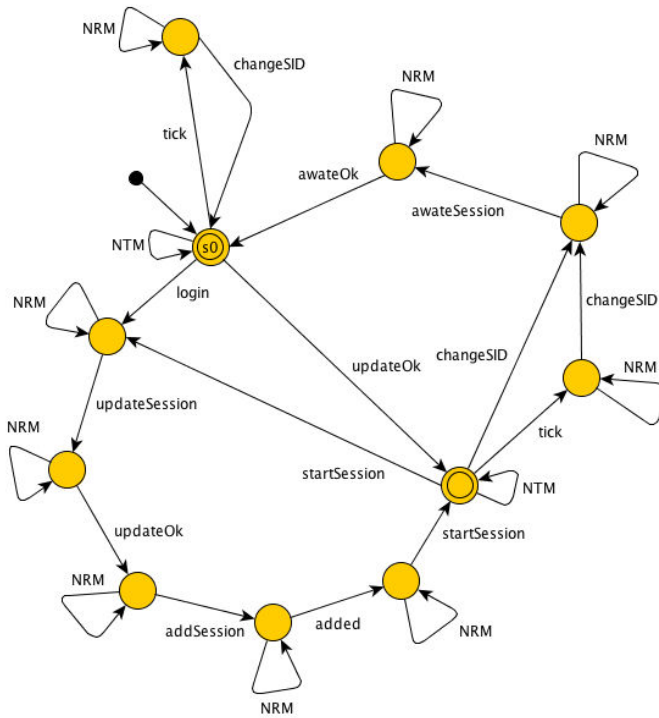 NRM
changeSID
NRM
tick
NRM
awateOk
awateSession
s0
NTM
login
NRM
changeSID
changeSID
updateOk
NRM
updateSession
tick
NRM
startSession
NTM
updateOk
startSession
NRM
addSession
added
NRM
NRM